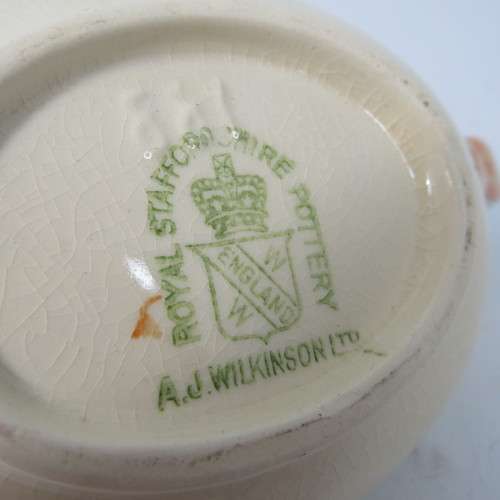 ROYAL STAFFORDSHIRE POTTERY
W
ENGLAND
W
A.J. WILKINSON LTD